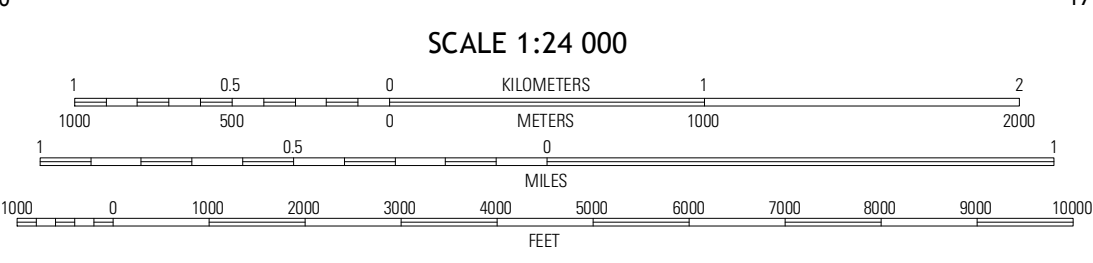 SCALE 1:24 000
1 0.5 0 KILOMETERS 1 2
1000 500 0 METERS 1000 2000
1 0.5 0 1
MILES
1000 0 1000 2000 3000 4000 5000 6000 7000 8000 9000 10000
FEET